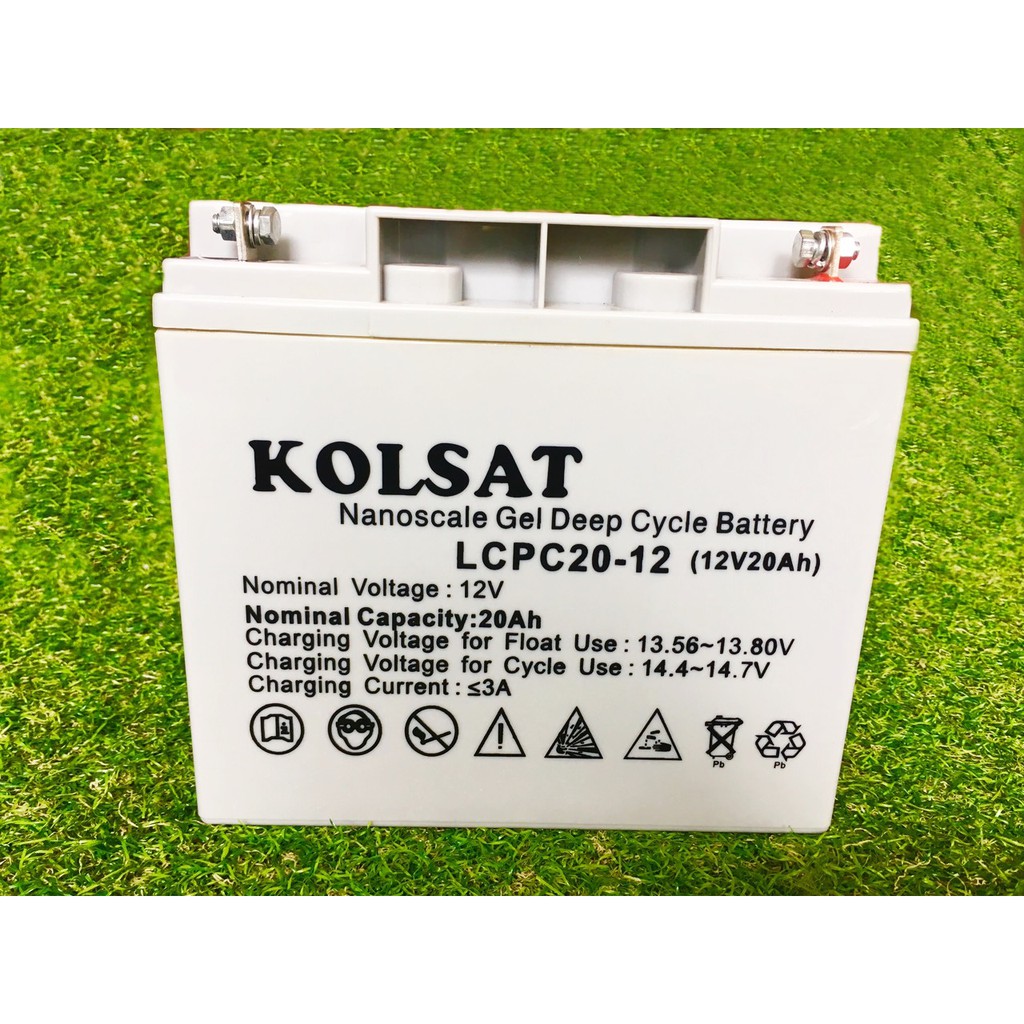 KOLSAT
Nanoscale Gel Deep Cycle Battery
LCPC20-12 (12V20Ah)
Nominal Voltage : 12V
Nominal Capacity:20Ah
Charging Voltage for Float Use : 13.56~13.80V
Charging Voltage for Cycle Use : 14.4~14.7V
Charging Current : ≤3A
Pb Pb